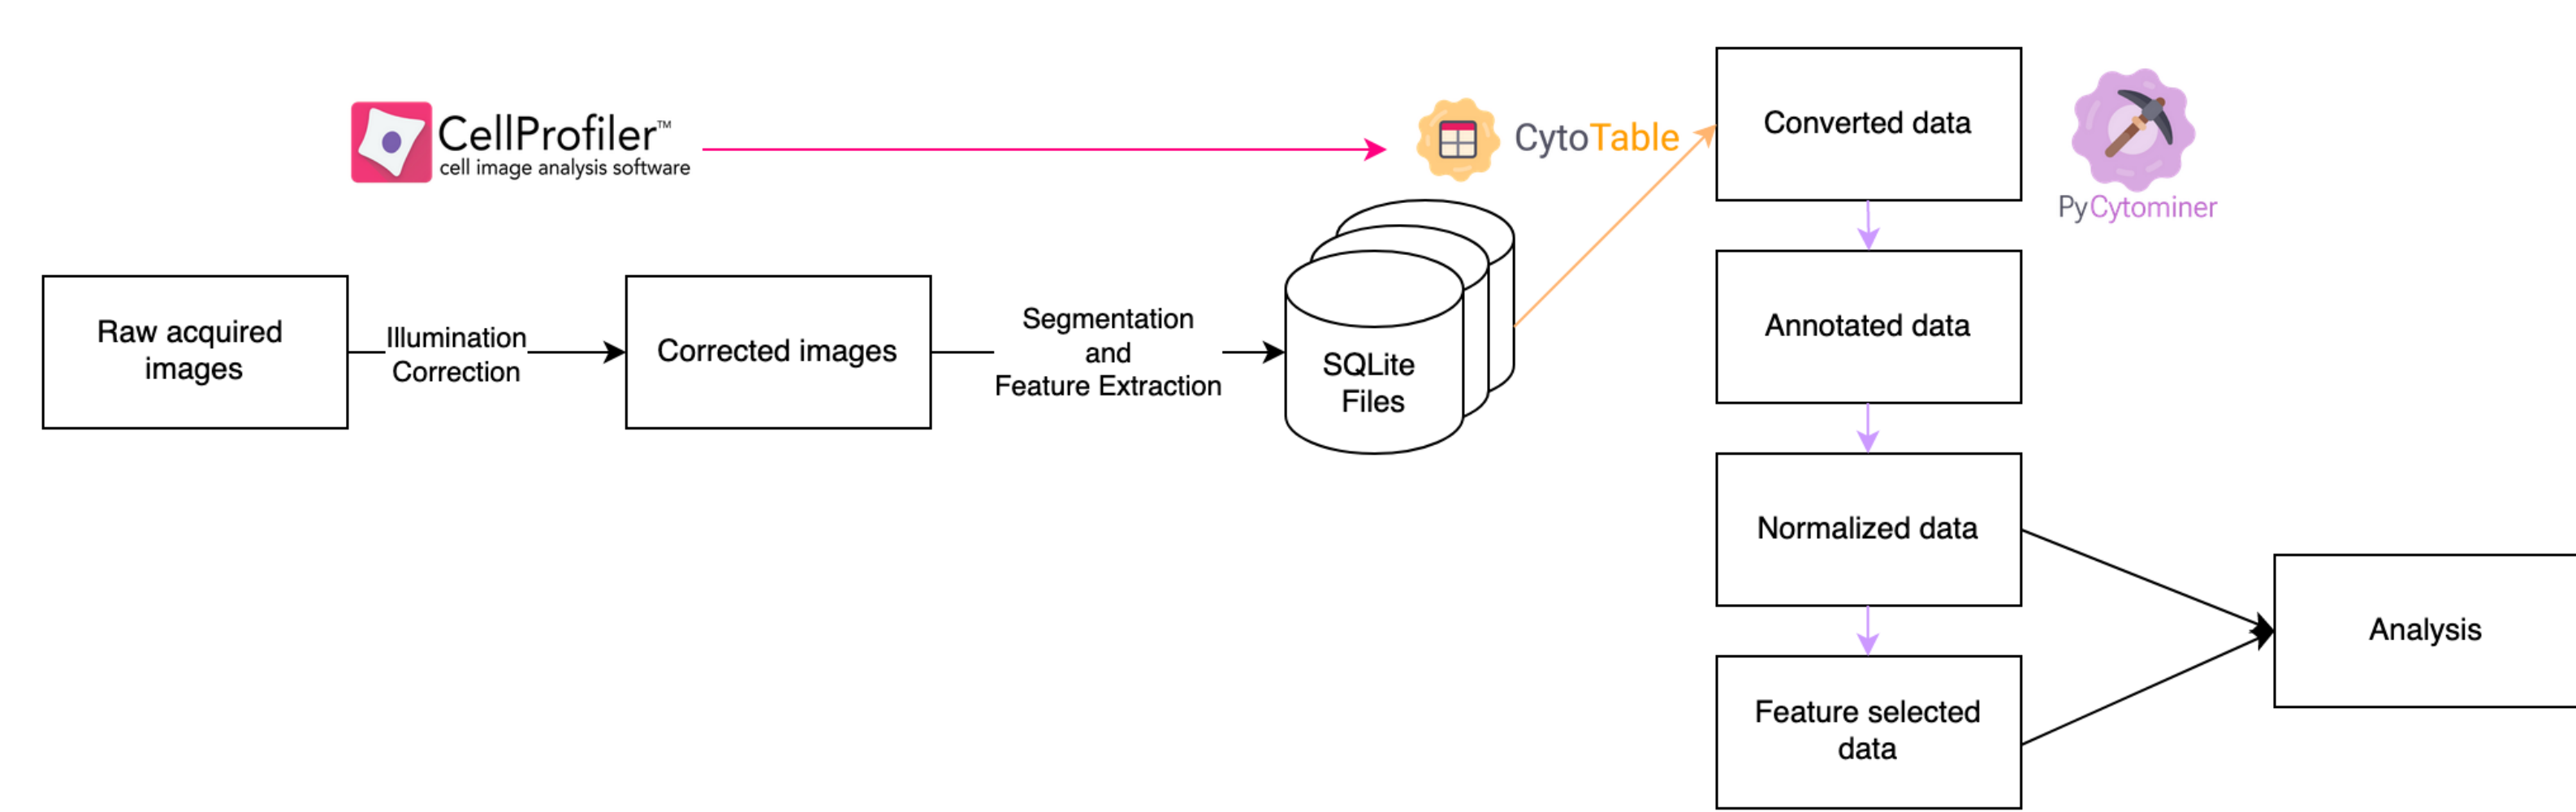 CellProfiler™
cell image analysis software
CytoTable
Converted data
PyCytominer
Raw acquired
images
Illumination
Correction
Corrected images
Segmentation
and
Feature Extraction
SQLite
Files
Annotated data
Normalized data
Feature selected
data
Analysis